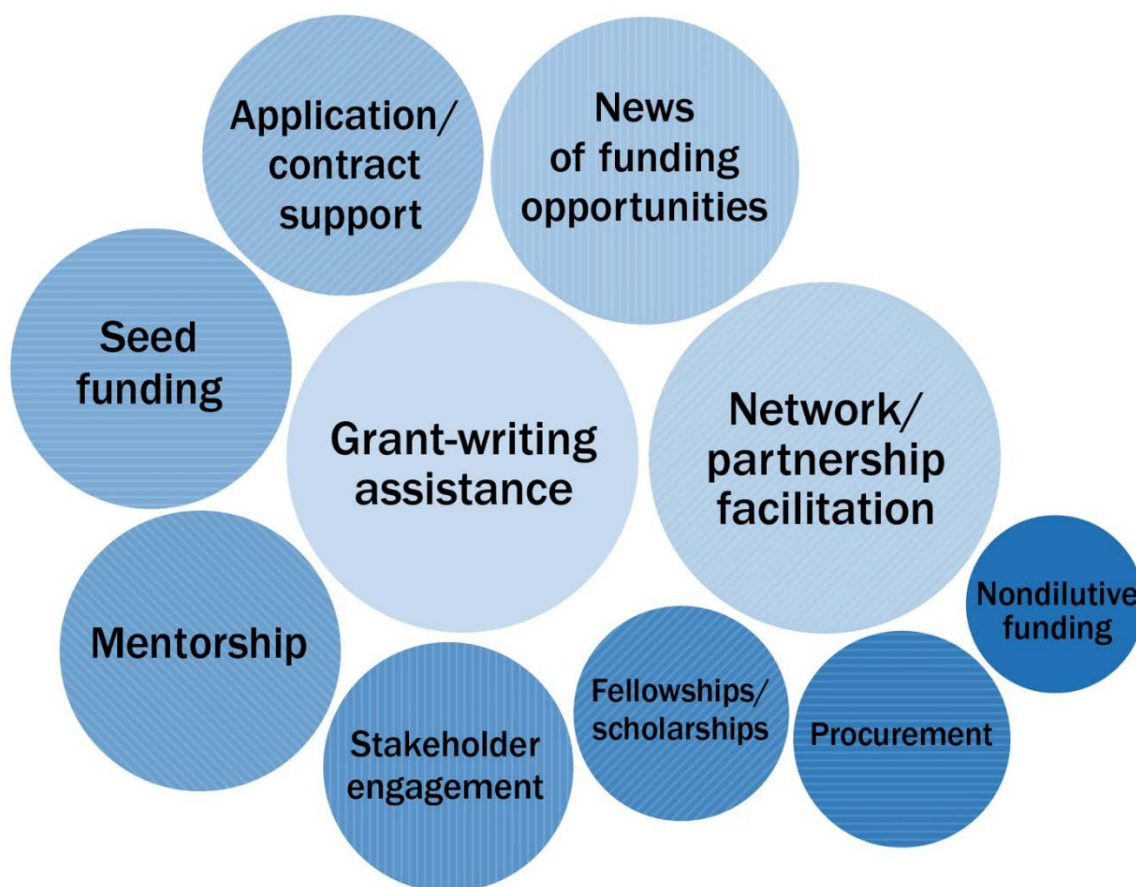 Application/
contract
support
News
of funding
opportunities
Seed
funding
Grant-writing
assistance
Network/
partnership
facilitation
Mentorship
Stakeholder
engagement
Fellowships/
scholarships
Procurement
Nondilutive
funding